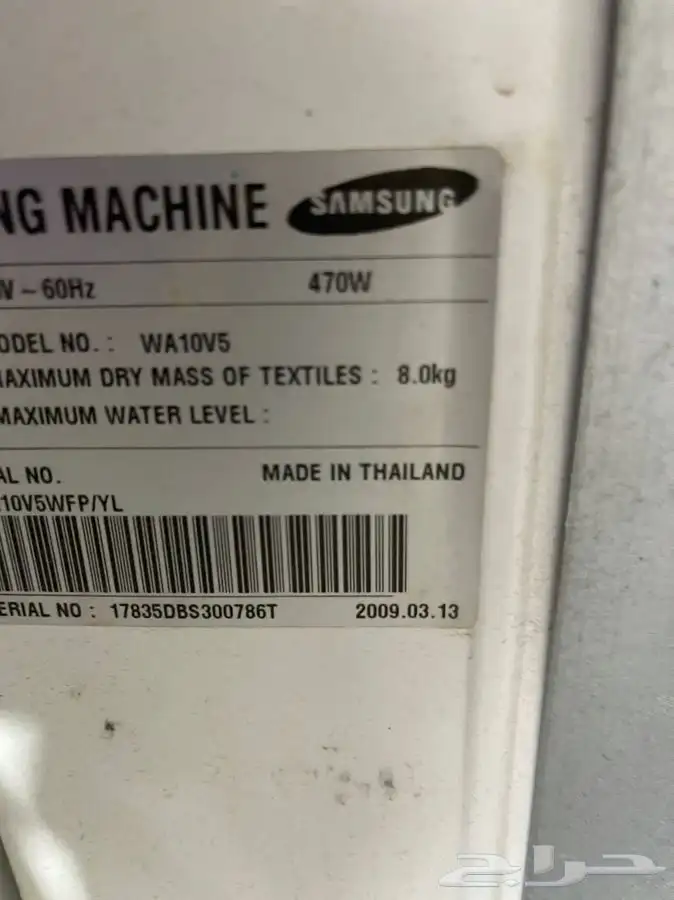 NG MACHINE SAMSUNG
V ~ 60Hz 470W
ODEL NO. : WA10V5
MAXIMUM DRY MASS OF TEXTILES : 8.0kg
MAXIMUM WATER LEVEL :
AL NO. MADE IN THAILAND
10V5WFP/YL
ERIAL NO : 17835DBS300786T 2009.03.13
حراج